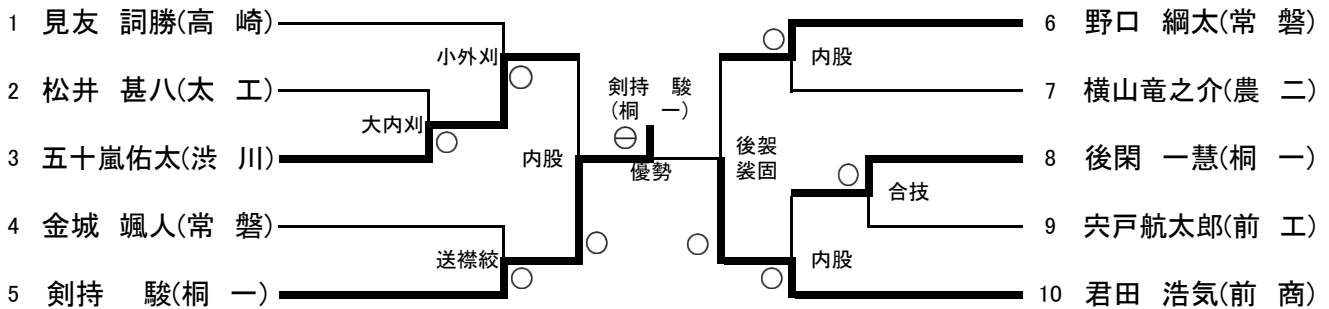 1 見友 詞勝(高 崎)
2 松井 甚八(太 工)
3 五十嵐佑太(渋 川)
4 金城 颯人(常 磐)
5 剣持 駿(桐 一)
小外刈
大内刈
内股
送襟絞
剣持 駿
(桐 一)
優勢
後袈
裟固
内股
合技
内股
6 野口 綱太(常 磐)
7 横山竜之介(農 二)
8 後閑 一慧(桐 一)
9 宍戸航太郎(前 工)
10 君田 浩気(前 商)